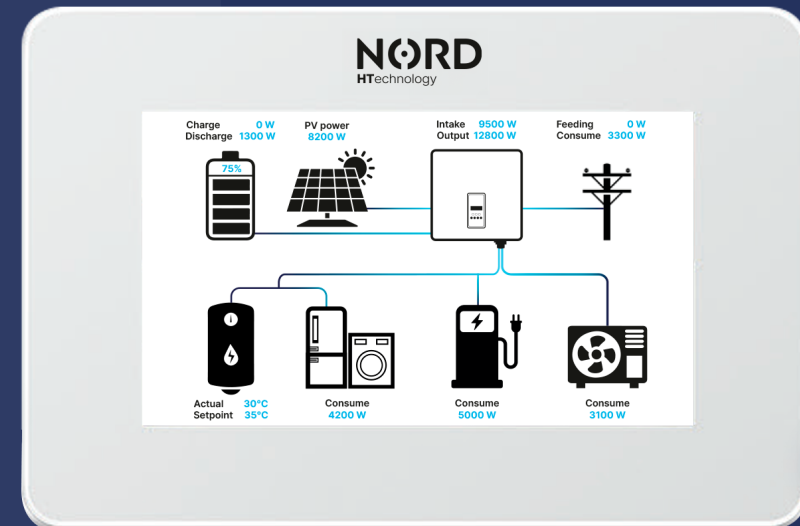 NORD
HTechnology
Charge 0 W
Discharge 1300 W
75%
PV power
8200 W
Intake 9500 W
Output 12800 W
Feeding 0 W
Consume 3300 W
Actual 30°C
Setpoint 35°C
Consume
4200 W
Consume
5000 W
Consume
3100 W